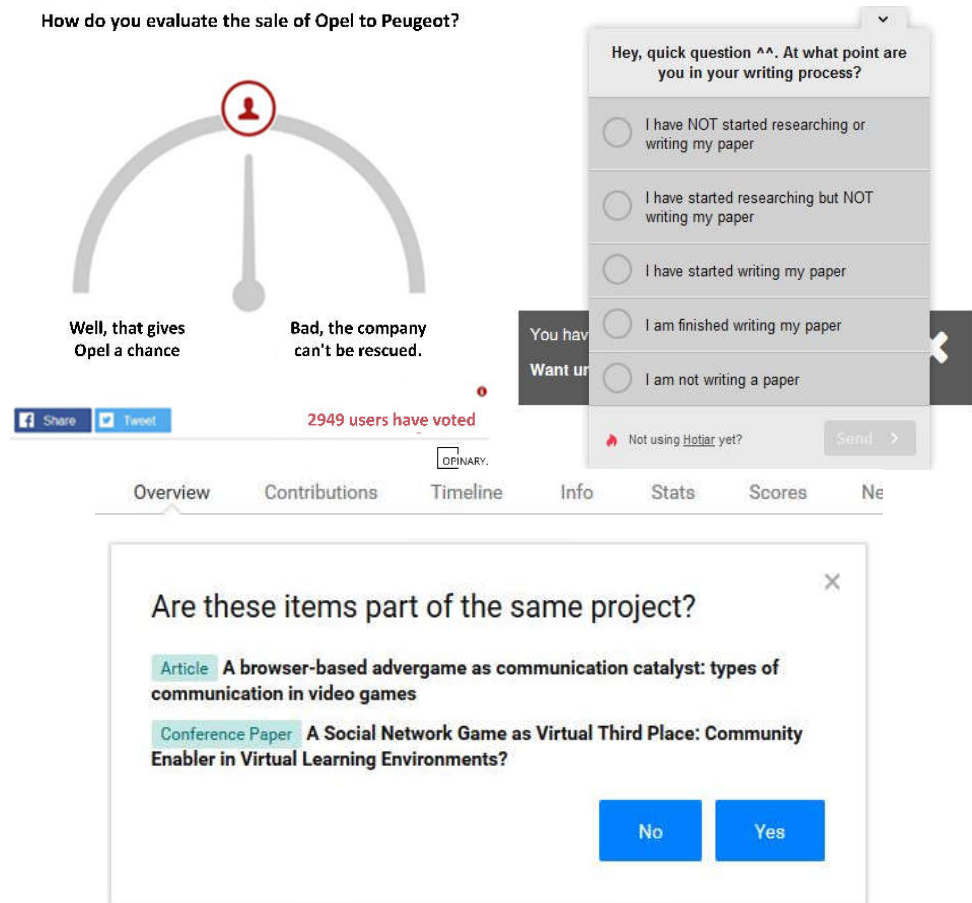 How do you evaluate the sale of Opel to Peugeot?
Well, that gives
Opel a chance
Bad, the company
can't be rescued.
Share
Tweet
2949 users have voted
OPINARY.
Hey, quick question ^^. At what point are
you in your writing process?
I have NOT started researching or
writing my paper
I have started researching but NOT
writing my paper
I have started writing my paper
I am finished writing my paper
I am not writing a paper
Not using Hotjar yet?
Send
You hav
Want ur
Overview Contributions Timeline Info Stats Scores Ne
Are these items part of the same project?
Article A browser-based advergame as communication catalyst: types of
communication in video games
Conference Paper A Social Network Game as Virtual Third Place: Community
Enabler in Virtual Learning Environments?
No Yes